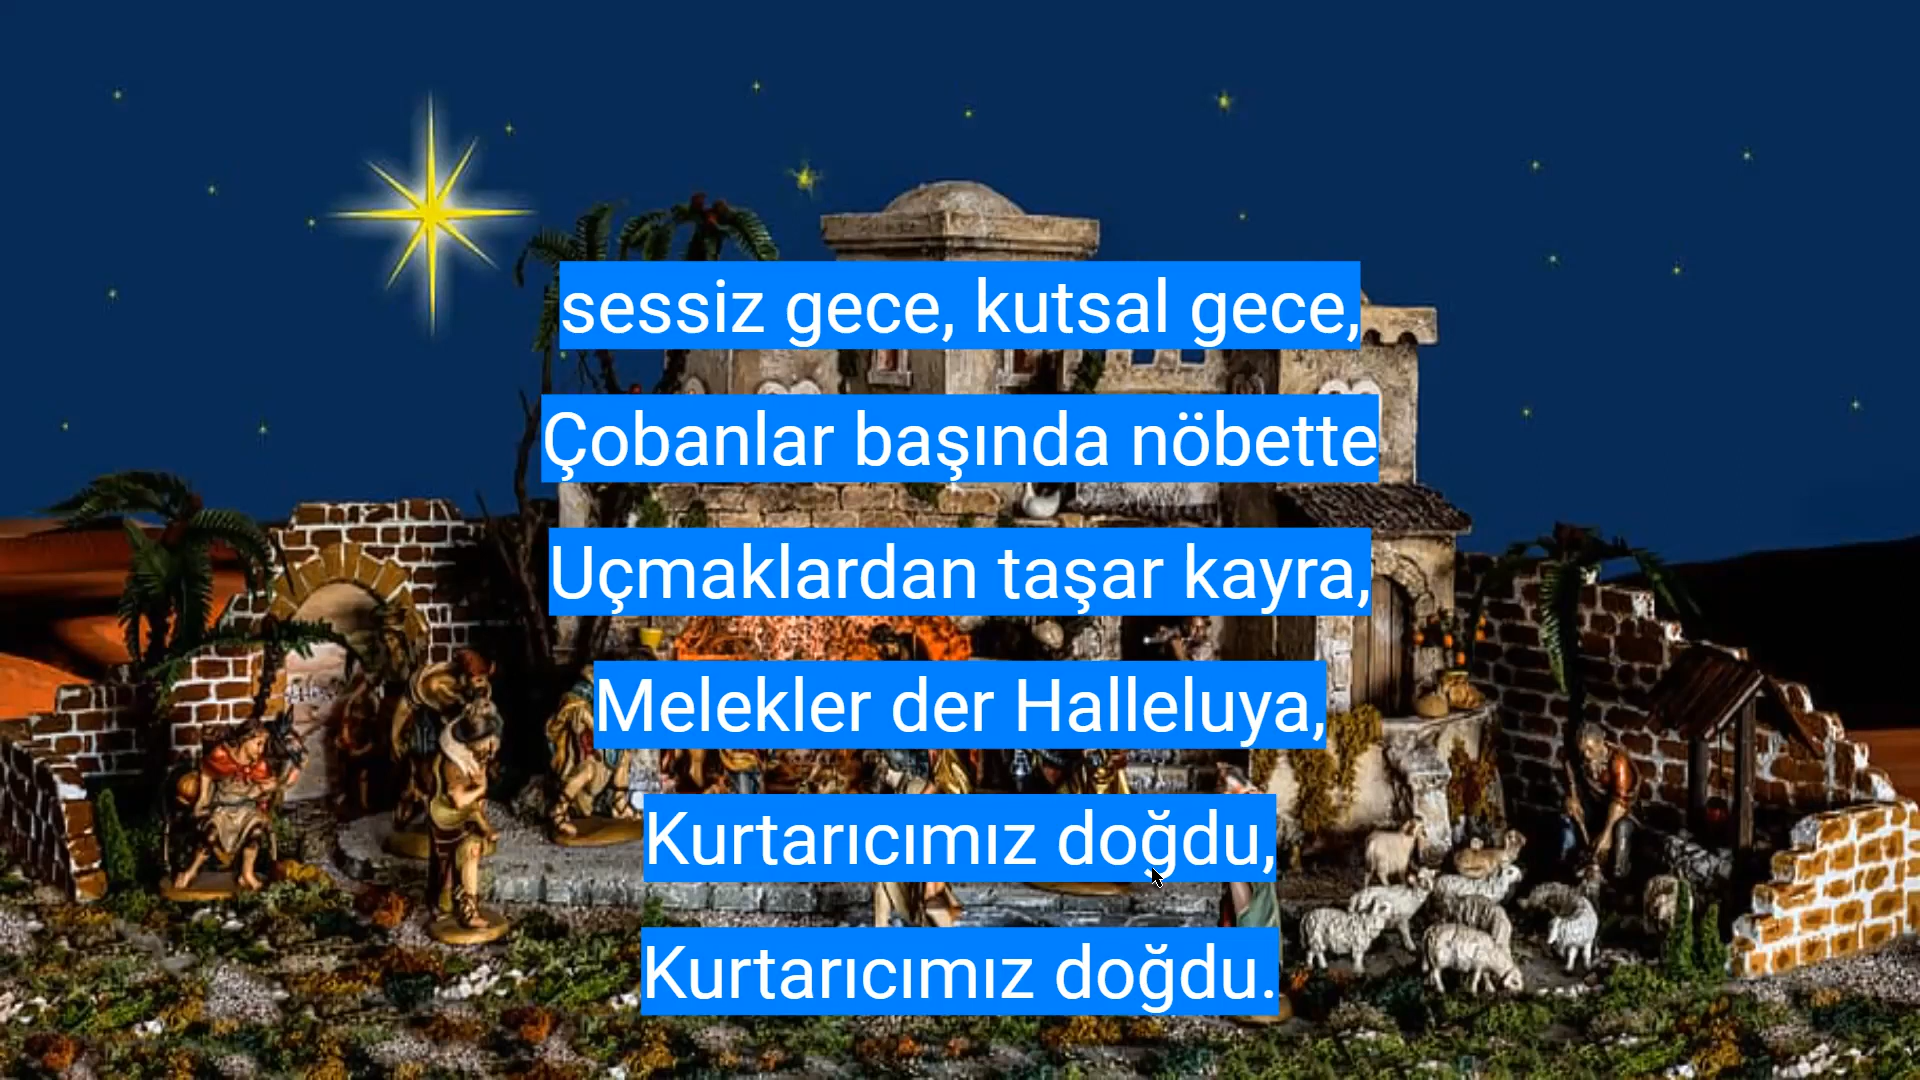 sessiz gece, kutsal gece,
Çobanlar başında nöbette
Uçmaklardan taşar kayra,
Melekler der Halleluya,
Kurtarıcımız doğdu,
Kurtarıcımız doğdu.